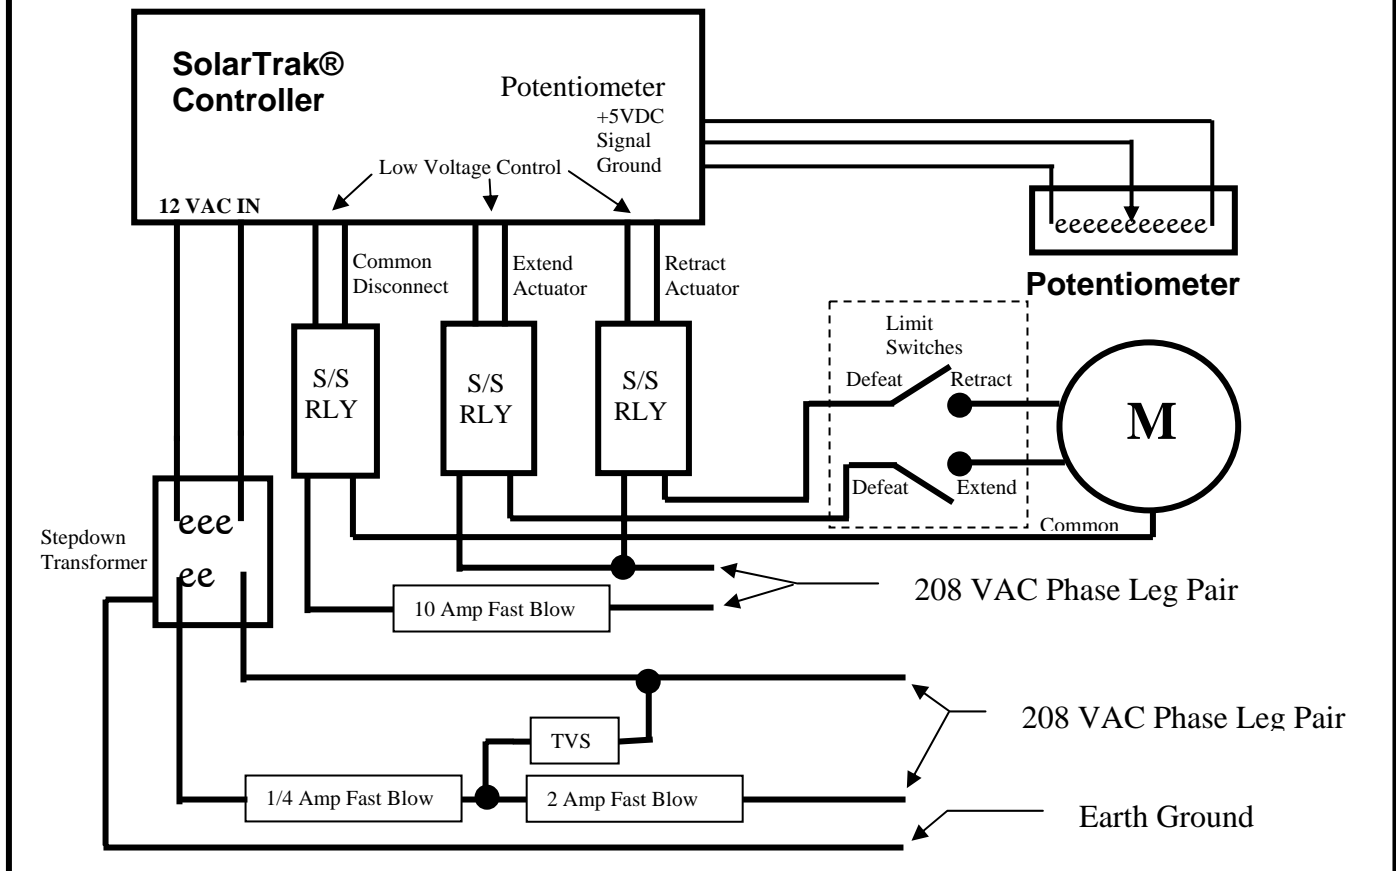 SolarTrak®
Controller
Potentiometer
+5VDC
Signal
Ground
Low Voltage Control
12 VAC IN
Common
Disconnect
Extend
Actuator
Retract
Actuator
eeeeeeeeeee
Potentiometer
Limit
Switches
Defeat
Retract
S/S
RLY
S/S
RLY
S/S
RLY
M
Defeat
Extend
Common
Stepdown
Transformer
eee
ee
10 Amp Fast Blow
208 VAC Phase Leg Pair
TVS
208 VAC Phase Leg Pair
1/4 Amp Fast Blow
2 Amp Fast Blow
Earth Ground